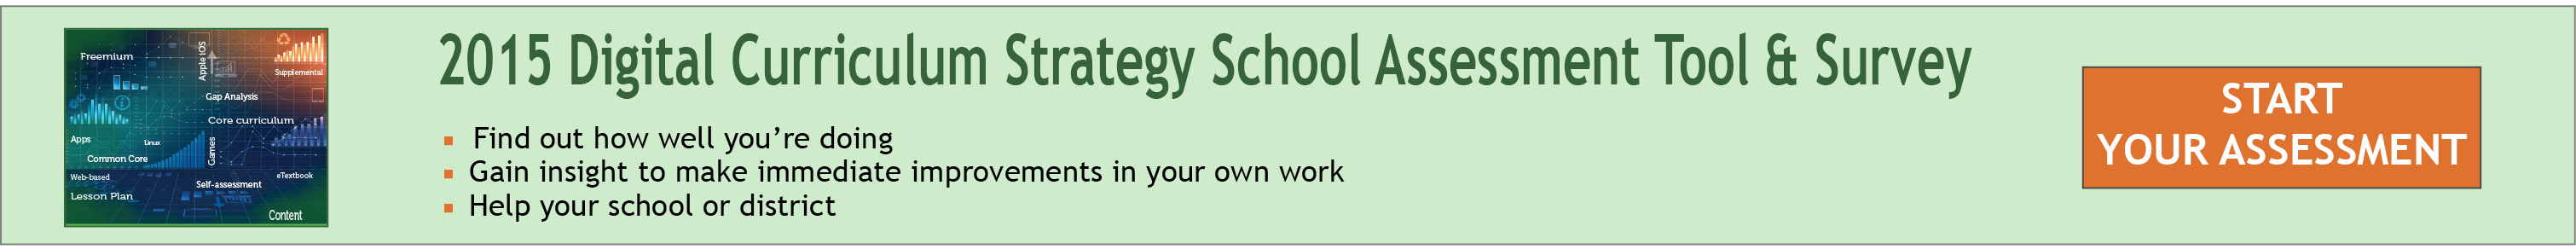 2015 Digital Curriculum Strategy School Assessment Tool & Survey
Find out how well you’re doing
Gain insight to make immediate improvements in your own work
Help your school or district
START
YOUR ASSESSMENT
Freemium
Apple iOS
Supplemental
Gap Analysis
Core curriculum
Apps
Linux
Games
Common Core
Web-based
Self-assessment
eTextbook
Lesson Plan
Content